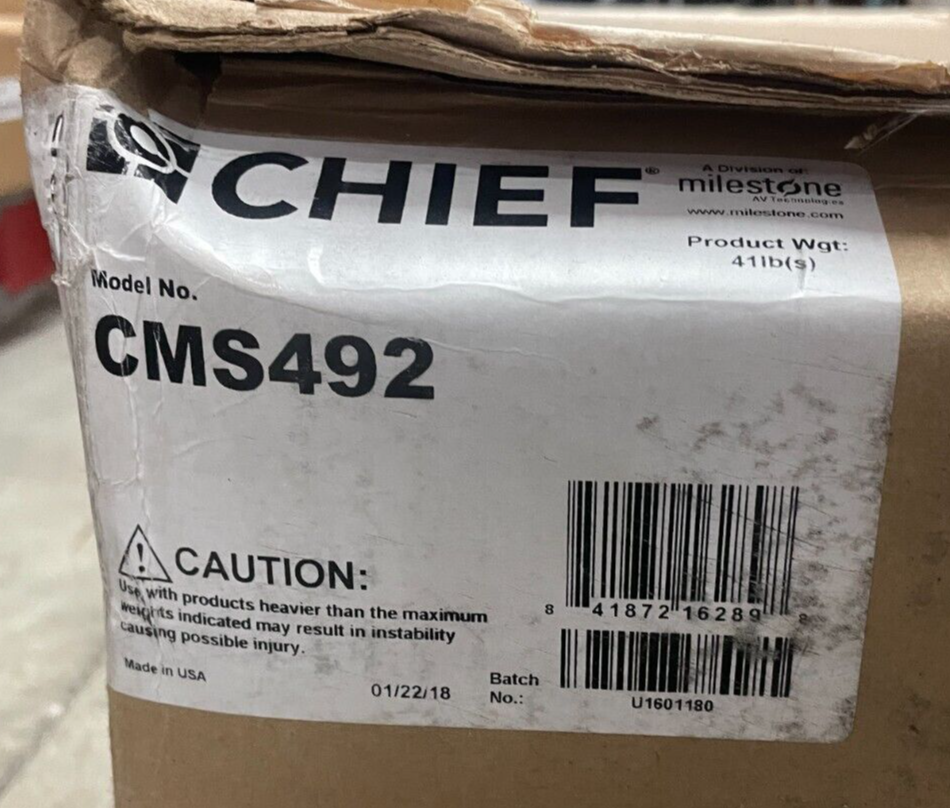 CHIEF®
A Division of:
milestone
AV Technologies
www.milestone.com
Product Wgt:
41lb(s)
Model No.
CMS492
CAUTION:
Use with products heavier than the maximum
weights indicated may result in instability
causing possible injury.
Made in USA
01/22/18
8 41872 16289 8
Batch
No.:
U1601180